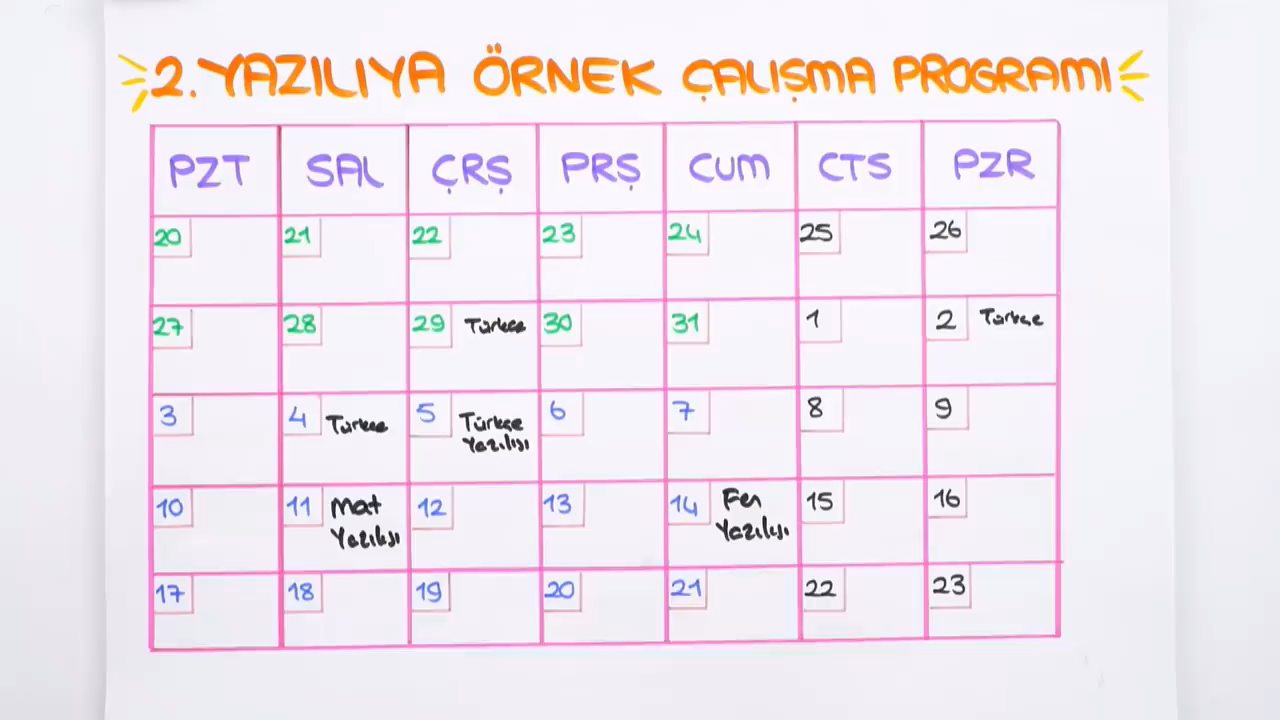 2. YAZILIYA ÖRNEK ÇALIŞMA PROGRAMI
PZT SAL ÇRŞ PRŞ CUM CTS PZR
20 21 22 23 24 25 26
27 28 29 Türkçe 30 31 1 2 Türkçe
3 4 Türkçe 5 Türkçe Yazılısı 6 7 8 9
10 11 Mat Yazılısı 12 13 14 Fen Yazılısı 15 16
17 18 19 20 21 22 23